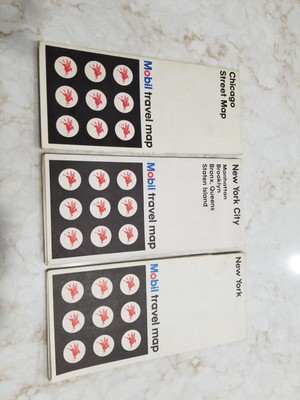 Chicago
Street Map
Mobil travel map
New York City
Manhattan
Brooklyn
Bronx, Queens
Staten Island
Mobil travel map
New York
Mobil travel map